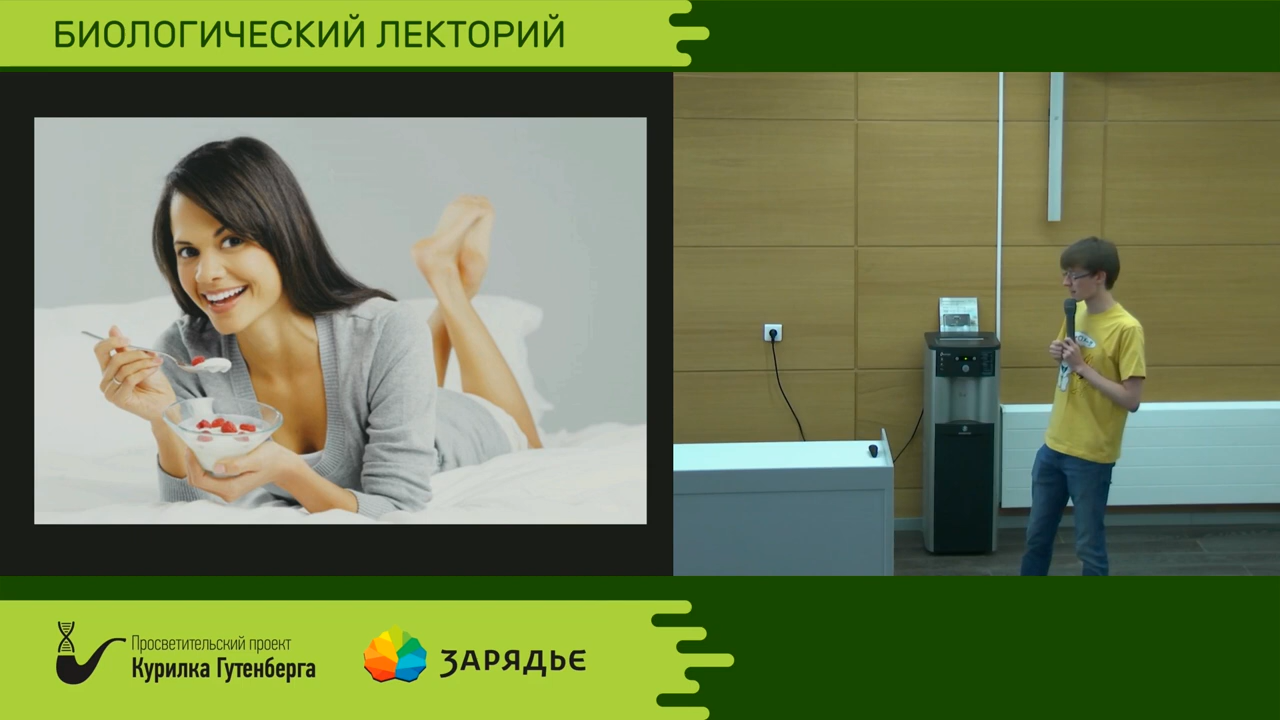 БИОЛОГИЧЕСКИЙ ЛЕКТОРИЙ
Просветительский проект
Курилка Гутенберга
ЗАРЯДЬЕ